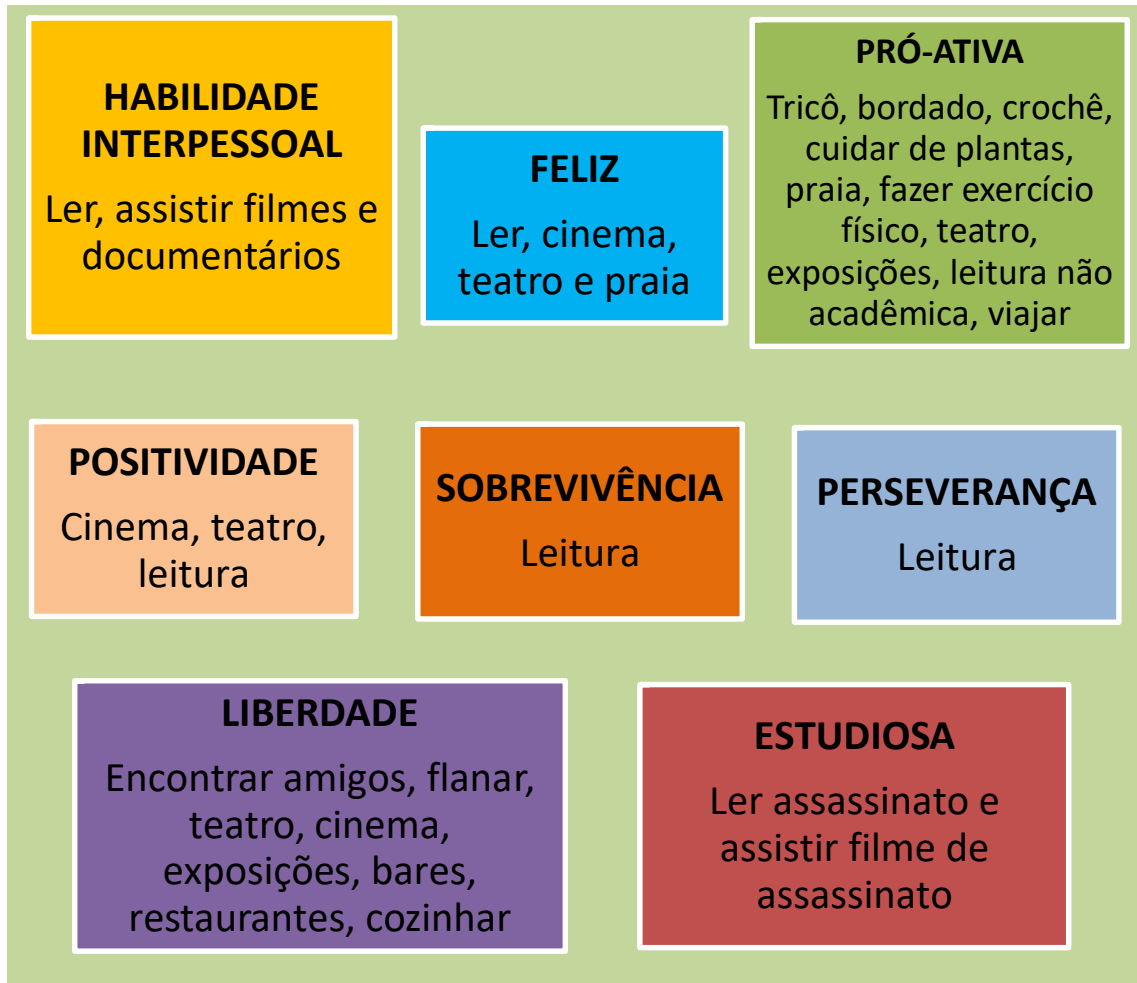 HABILIDADE
INTERPESSOAL
Ler, assistir filmes e
documentários
FELIZ
Ler, cinema,
teatro e praia
PRÓ-ATIVA
Tricô, bordado, crochê,
cuidar de plantas,
praia, fazer exercício
físico, teatro,
exposições, leitura não
acadêmica, viajar
POSITIVIDADE
Cinema, teatro,
leitura
SOBREVIVÊNCIA
Leitura
PERSEVERANÇA
Leitura
LIBERDADE
Encontrar amigos, flanar,
teatro, cinema,
exposições, bares,
restaurantes, cozinhar
ESTUDIOSA
Ler assassinato e
assistir filme de
assassinato